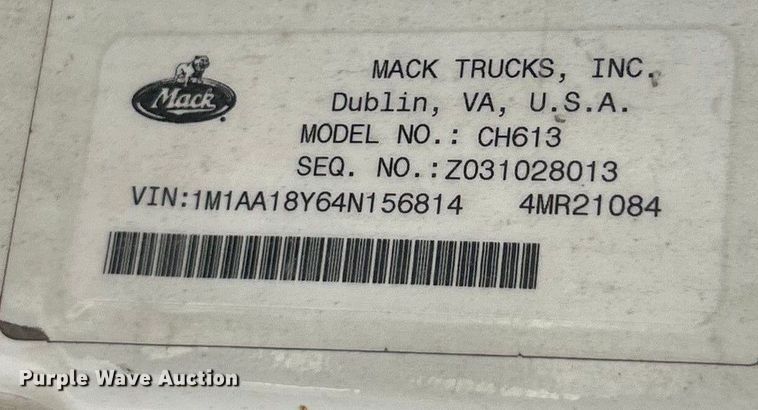 Mack
MACK TRUCKS, INC.
Dublin, VA, U.S.A.
MODEL NO.: CH613
SEQ. NO.:Z031028013
VIN:1M1AA18Y64N156814 4MR21084
Purple Wave Auction